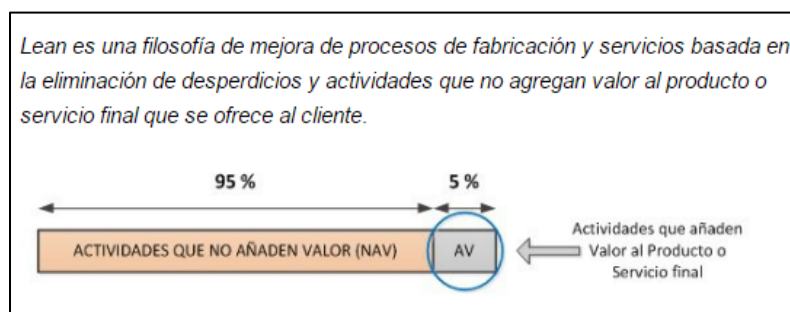 Lean es una filosofía de mejora de procesos de fabricación y servicios basada en
la eliminación de desperdicios y actividades que no agregan valor al producto o
servicio final que se ofrece al cliente.
95 %
5 %
ACTIVIDADES QUE NO AÑADEN VALOR (NAV)
AV
Actividades que añaden
Valor al Producto o
Servicio final